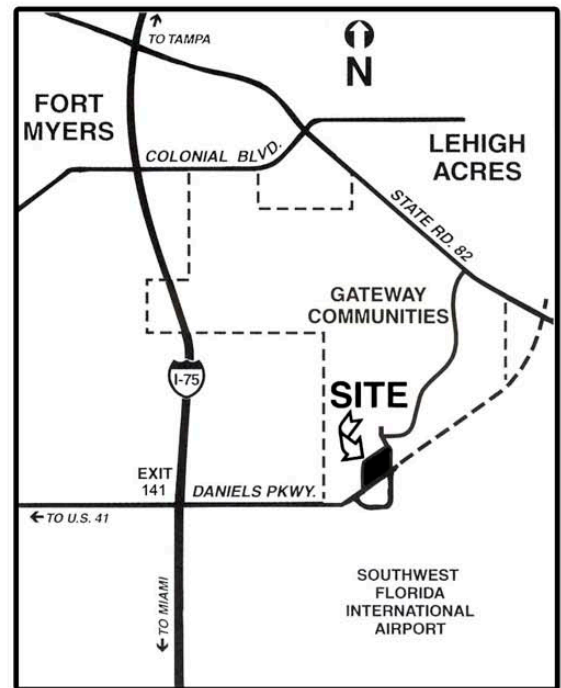 TO TAMPA
N
FORT
MYERS
COLONIAL BLVD.
LEHIGH
ACRES
STATE RD. 82
GATEWAY
COMMUNITIES
I-75
SITE
EXIT
141
DANIELS PKWY.
←TO U.S. 41
←TO MIAMI
SOUTHWEST
FLORIDA
INTERNATIONAL
AIRPORT